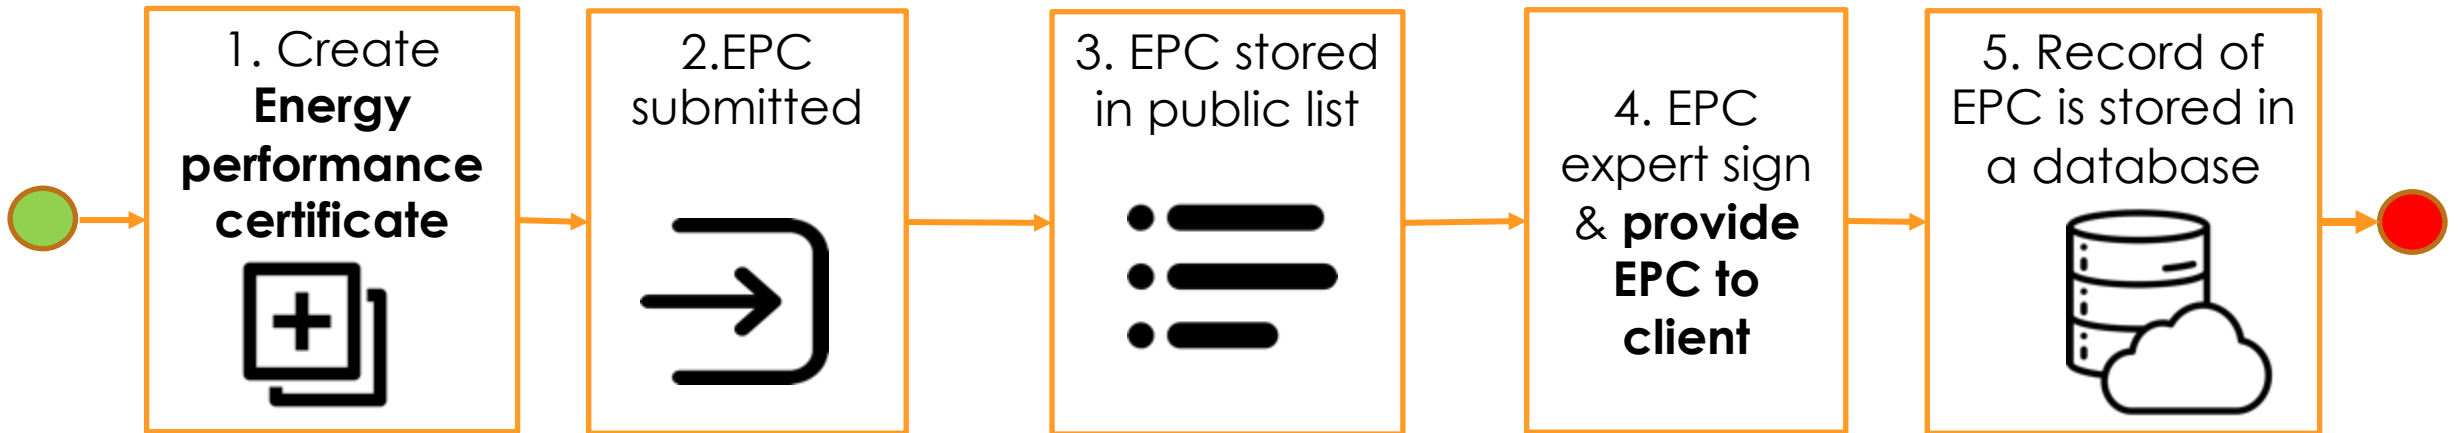 1. Create
Energy
performance
certificate
2.EPC
submitted
3. EPC stored
in public list
4. EPC
expert sign
& provide
EPC to
client
5. Record of
EPC is stored in
a database